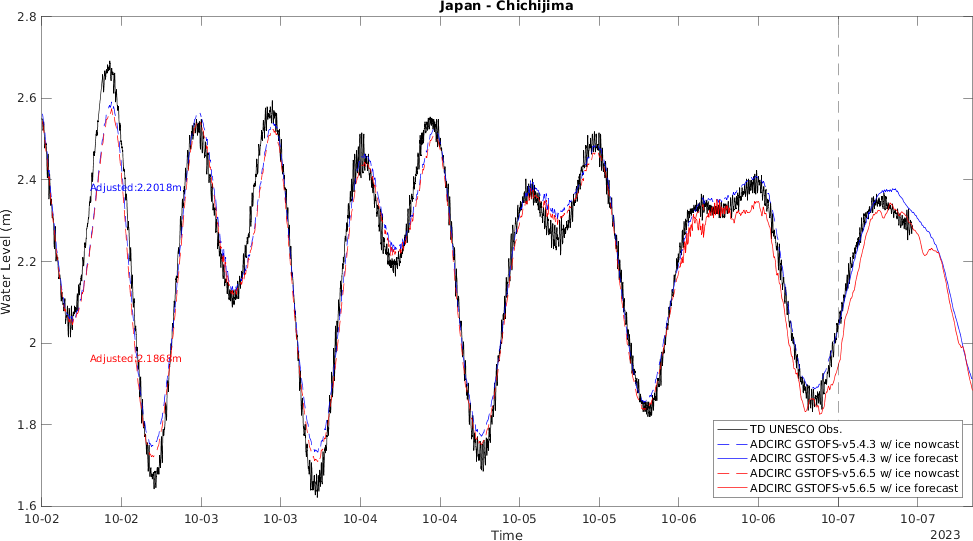 Japan - Chichijima
2.8
2.6
2.4
2.2
2
1.8
1.6
Water Level (m)
Adjusted:2.2018m
Adjusted:2.1868m
TD UNESCO Obs.
ADCIRC GSTOFS-v5.4.3 w/ ice nowcast
ADCIRC GSTOFS-v5.4.3 w/ ice forecast
ADCIRC GSTOFS-v5.6.5 w/ ice nowcast
ADCIRC GSTOFS-v5.6.5 w/ ice forecast
10-02 10-02 10-03 10-03 10-04 10-04 10-05 10-05 10-06 10-06 10-07 10-07
Time
2023